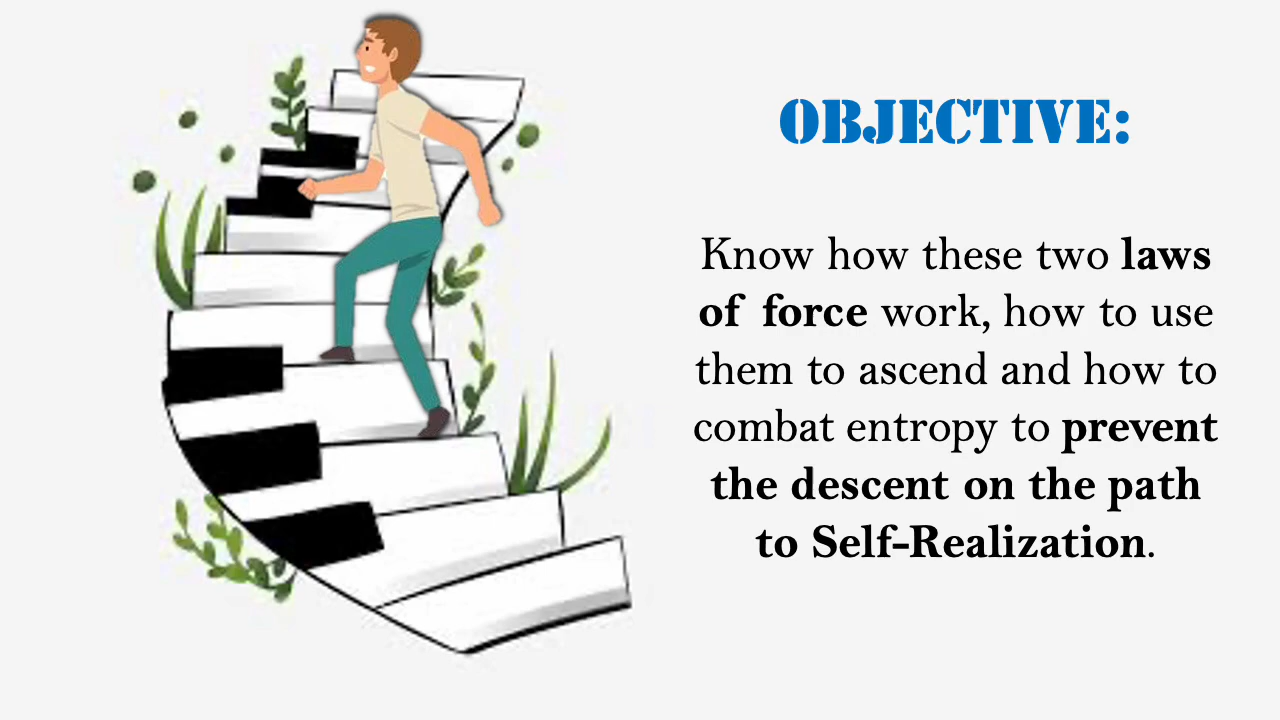 OBJECTIVE:
Know how these two laws
of force work, how to use
them to ascend and how to
combat entropy to prevent
the descent on the path
to Self-Realization.